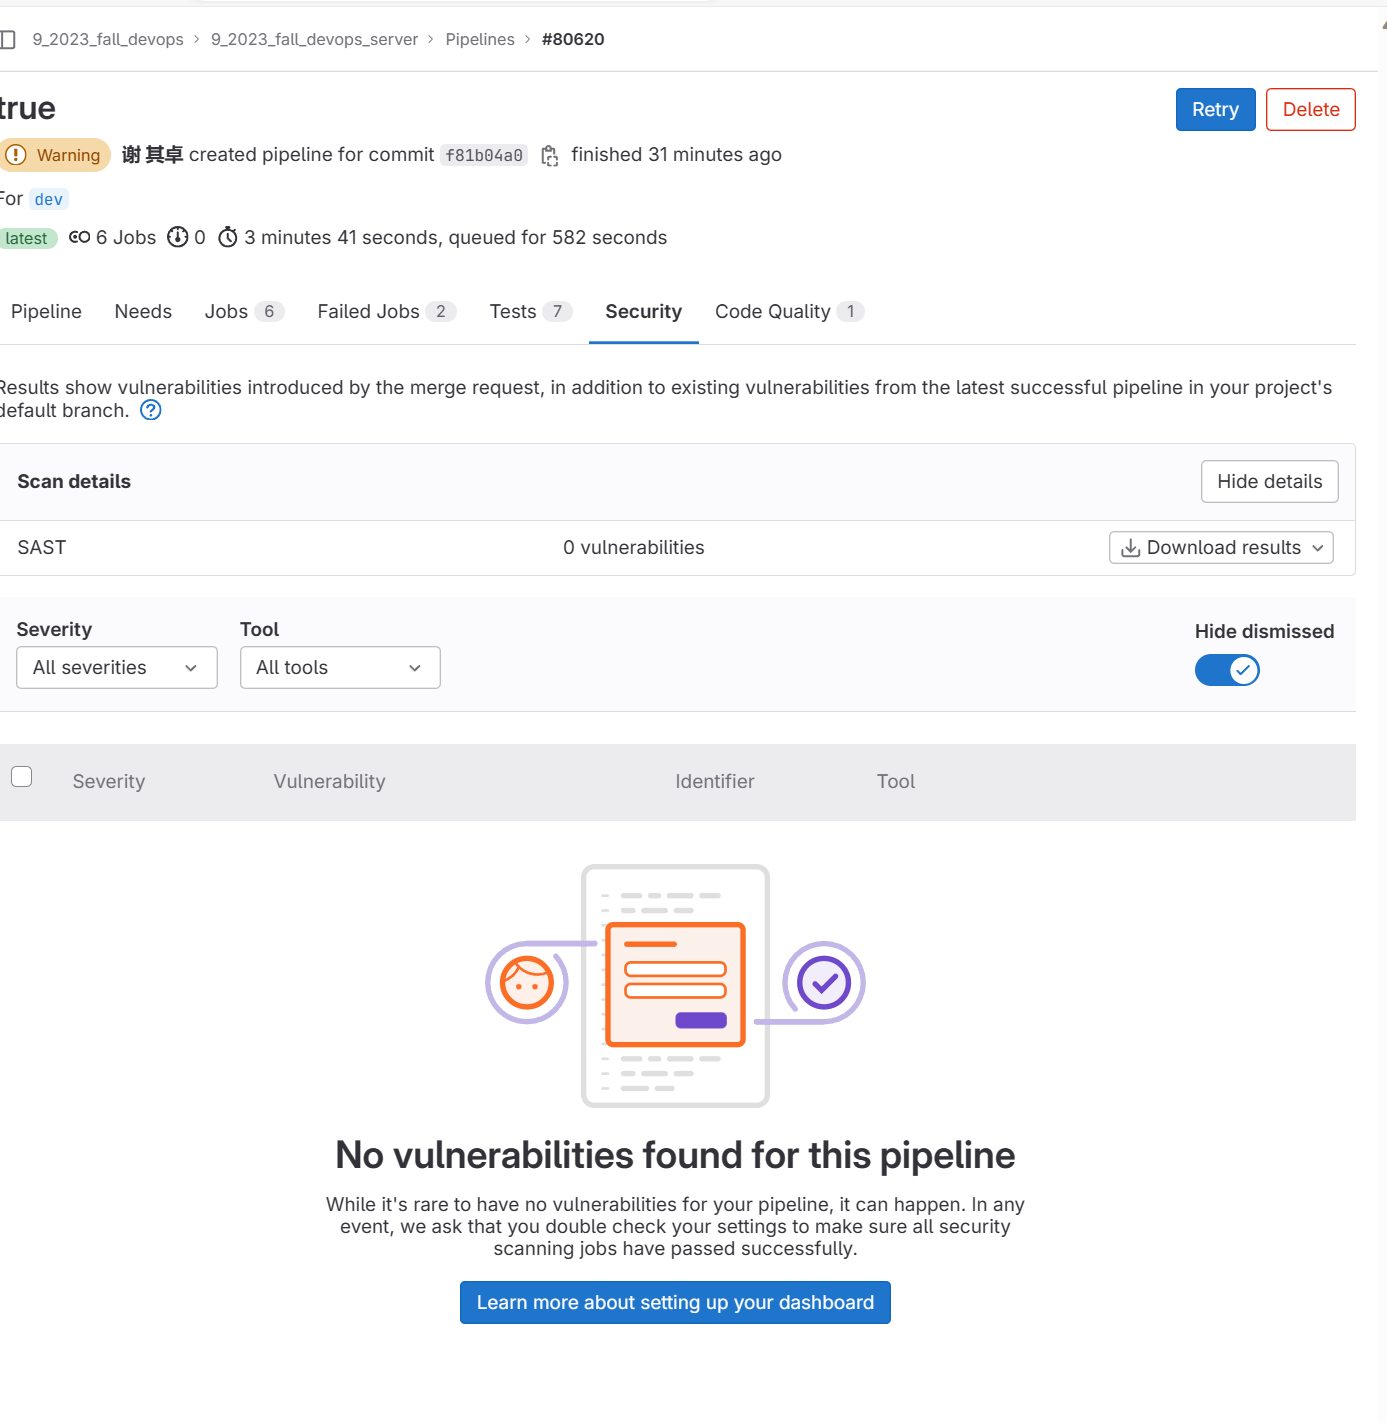 9_2023_fall_devops › 9_2023_fall_devops_server › Pipelines › #80620
true
Retry Delete
Warning 谢 其卓 created pipeline for commit f81b04a0 finished 31 minutes ago
For dev
latest 6 Jobs 0 3 minutes 41 seconds, queued for 582 seconds
Pipeline Needs Jobs 6 Failed Jobs 2 Tests 7 Security Code Quality 1
Results show vulnerabilities introduced by the merge request, in addition to existing vulnerabilities from the latest successful pipeline in your project's
default branch.
Scan details Hide details
SAST 0 vulnerabilities Download results
Severity Tool Hide dismissed
All severities All tools
Severity Vulnerability Identifier Tool
No vulnerabilities found for this pipeline
While it's rare to have no vulnerabilities for your pipeline, it can happen. In any
event, we ask that you double check your settings to make sure all security
scanning jobs have passed successfully.
Learn more about setting up your dashboard